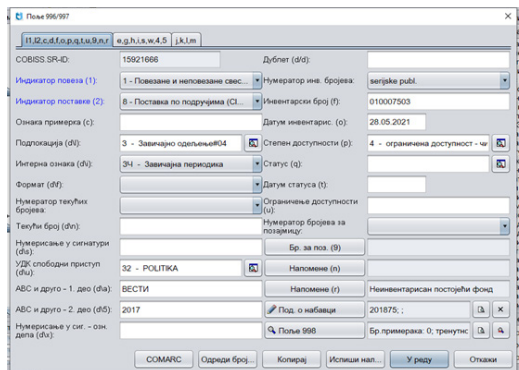 Поље 996/997
l1,l2,c,d,f,o,p,q,t,u,9,n,r e,g,h,i,s,w,4,5 j,k,l,m
COBISS.SR-ID: 15921666 Дублет (d/d):
Индикатор повеза (1): 1 - Повезане и неповезане свес... Нумератор инв. бројева: serijske publ.
Индикатор поставке (2): 8 - Поставка по подручјима (Cl... Инвентарски број (f): 010007503
Ознака примерка (c): Датум инвентарис. (o): 28.05.2021
Подлокација (d\l): 3 - Завичајно одељење#04 Степен доступности (p): 4 - ограничена доступност - чи
Интерна ознака (d\i): ЗЧ - Завичајна периодика Статус (q):
Формат (d\f): Датум статуса (t):
Нумератор текућих бројева: Ограничење доступности (u):
Текући број (d\n): Нумератор бројева за позајмицу:
Нумерисање у сигнатури (d\s): Бр. за поз. (9)
УДК слободни приступ (d\u): 32 - POLITIKA Напомене (n)
АВС и друго - 1. део (d\a): ВЕСТИ Напомене (r) Неинвентарисан постојећи фонд
АВС и друго - 2. део (d\5): 2017 Под. о набавци 201875; ;
Нумерисање у сиг. - озн. дела (d\x): Поље 998 Бр.примерака: 0; тренутнс
COMARC Одреди број... Копирај Испиши нал... У реду Откажи